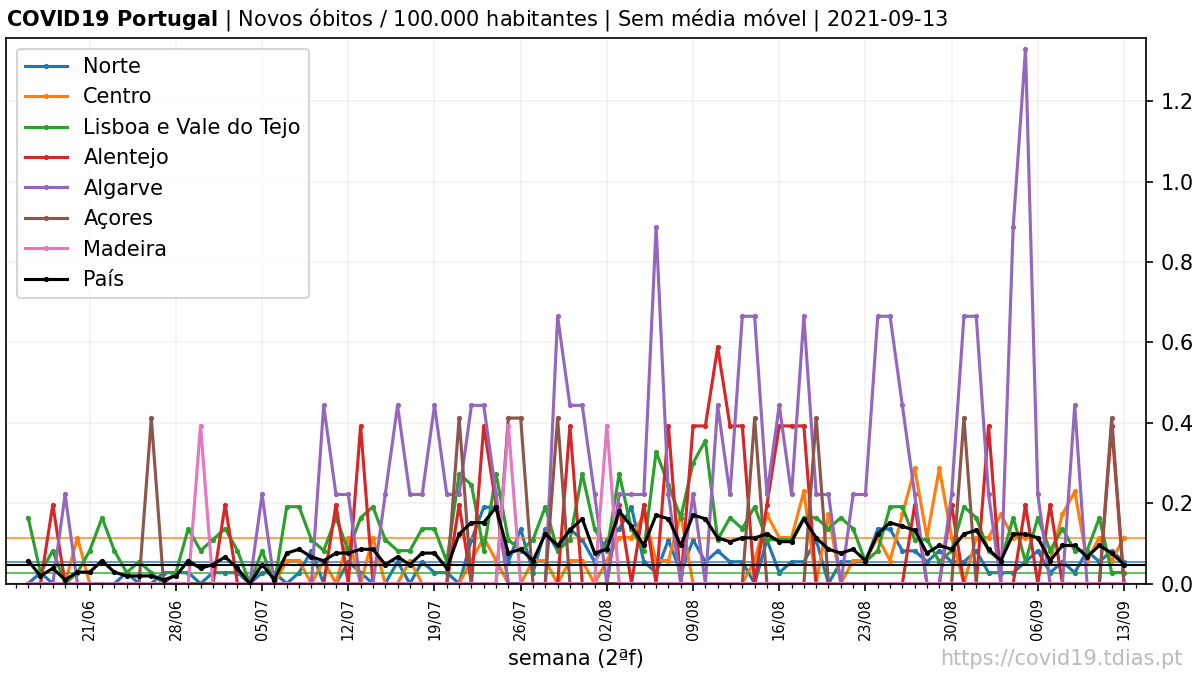 COVID19 Portugal | Novos óbitos / 100.000 habitantes | Sem média móvel | 2021-09-13
Norte
Centro
Lisboa e Vale do Tejo
Alentejo
Algarve
Açores
Madeira
País
1.2
1.0
0.8
0.6
0.4
0.2
0.0
21/06 28/06 05/07 12/07 19/07 26/07 02/08 09/08 16/08 23/08 30/08 06/09 13/09
semana (2ªf)
https://covid19.tdias.pt